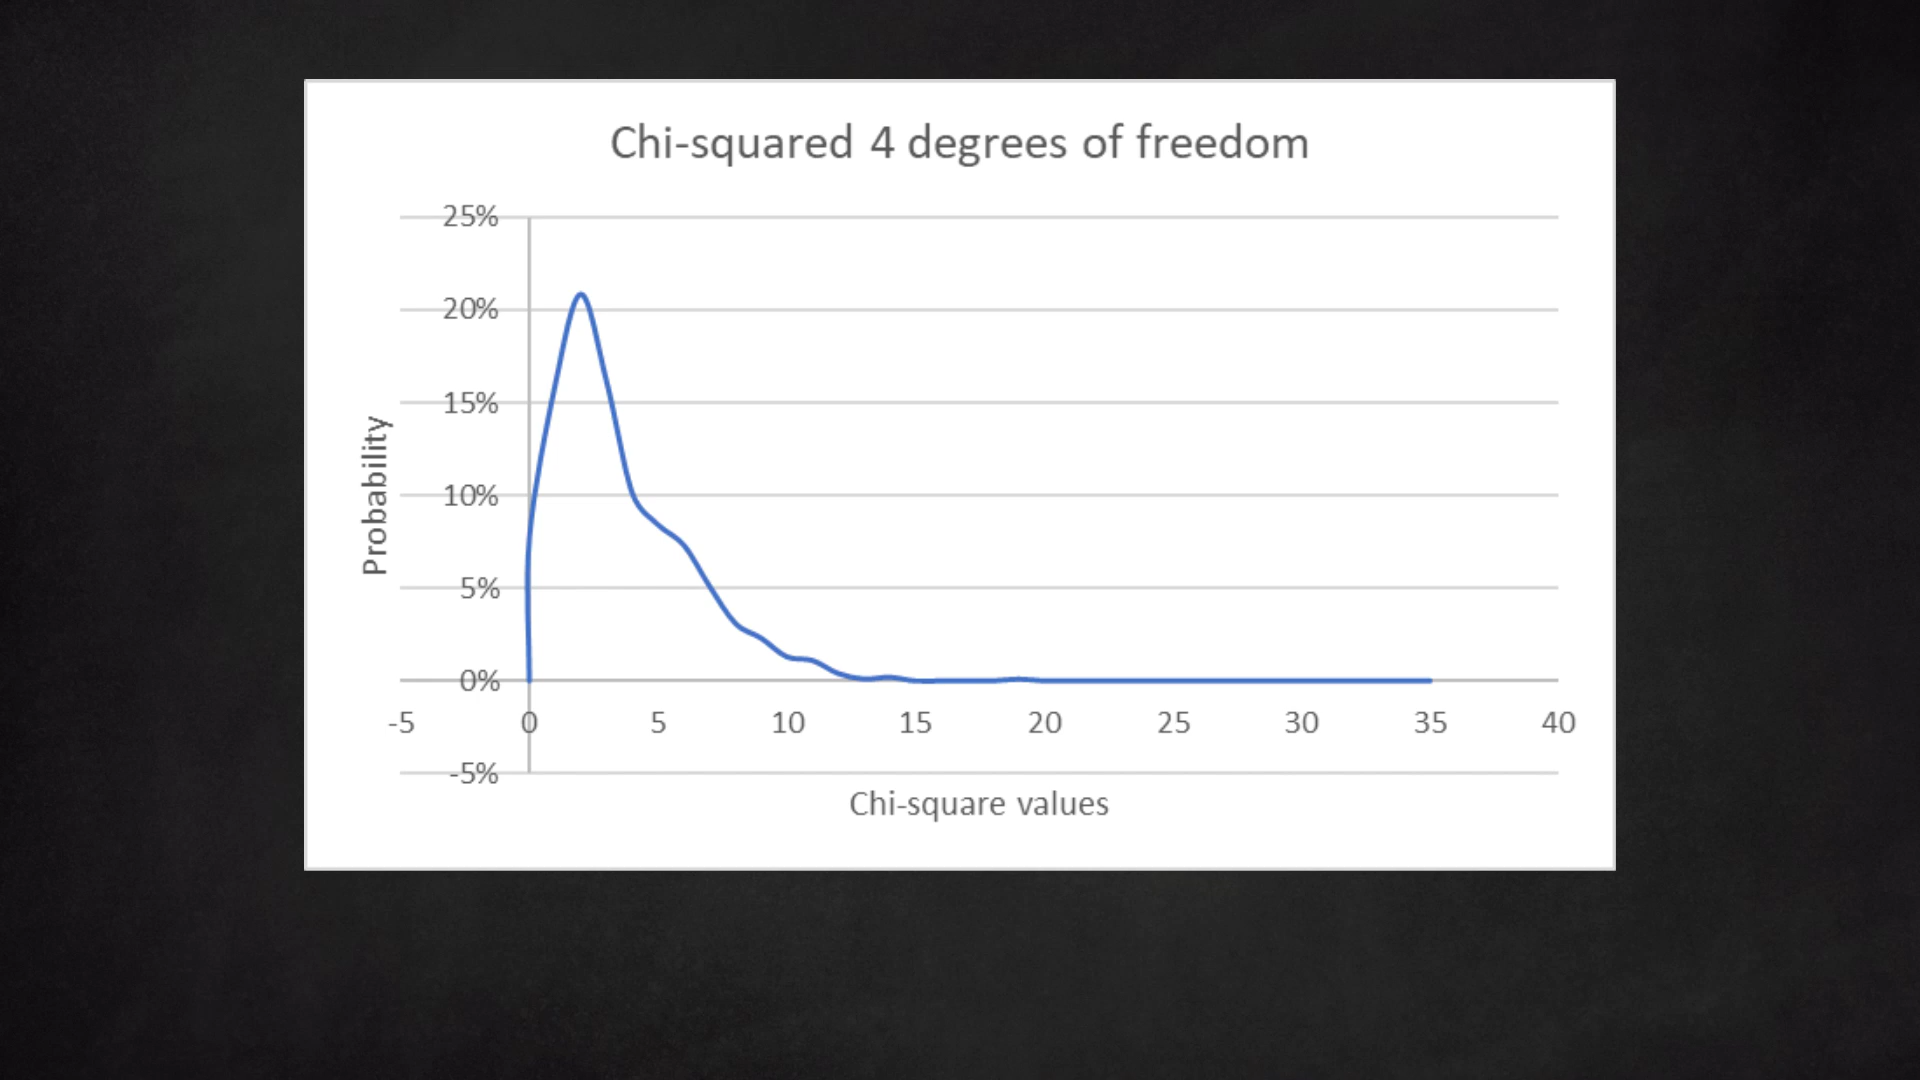 Chi-squared 4 degrees of freedom
25%
20%
15%
10%
5%
0%
-5%
Probability
-5 0 5 10 15 20 25 30 35 40
Chi-square values